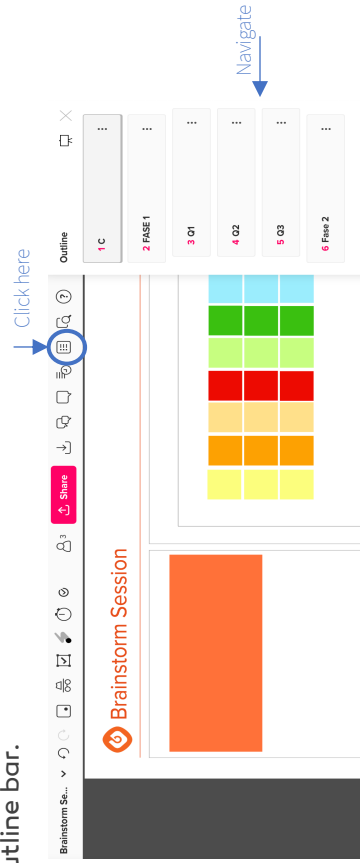 utline bar.
Click here
Navigate
Brainstorm Se...
3
Share
Outline
Brainstorm Session
1 C
2 FASE 1
3 Q1
4 Q2
5 Q3
6 Fase 2